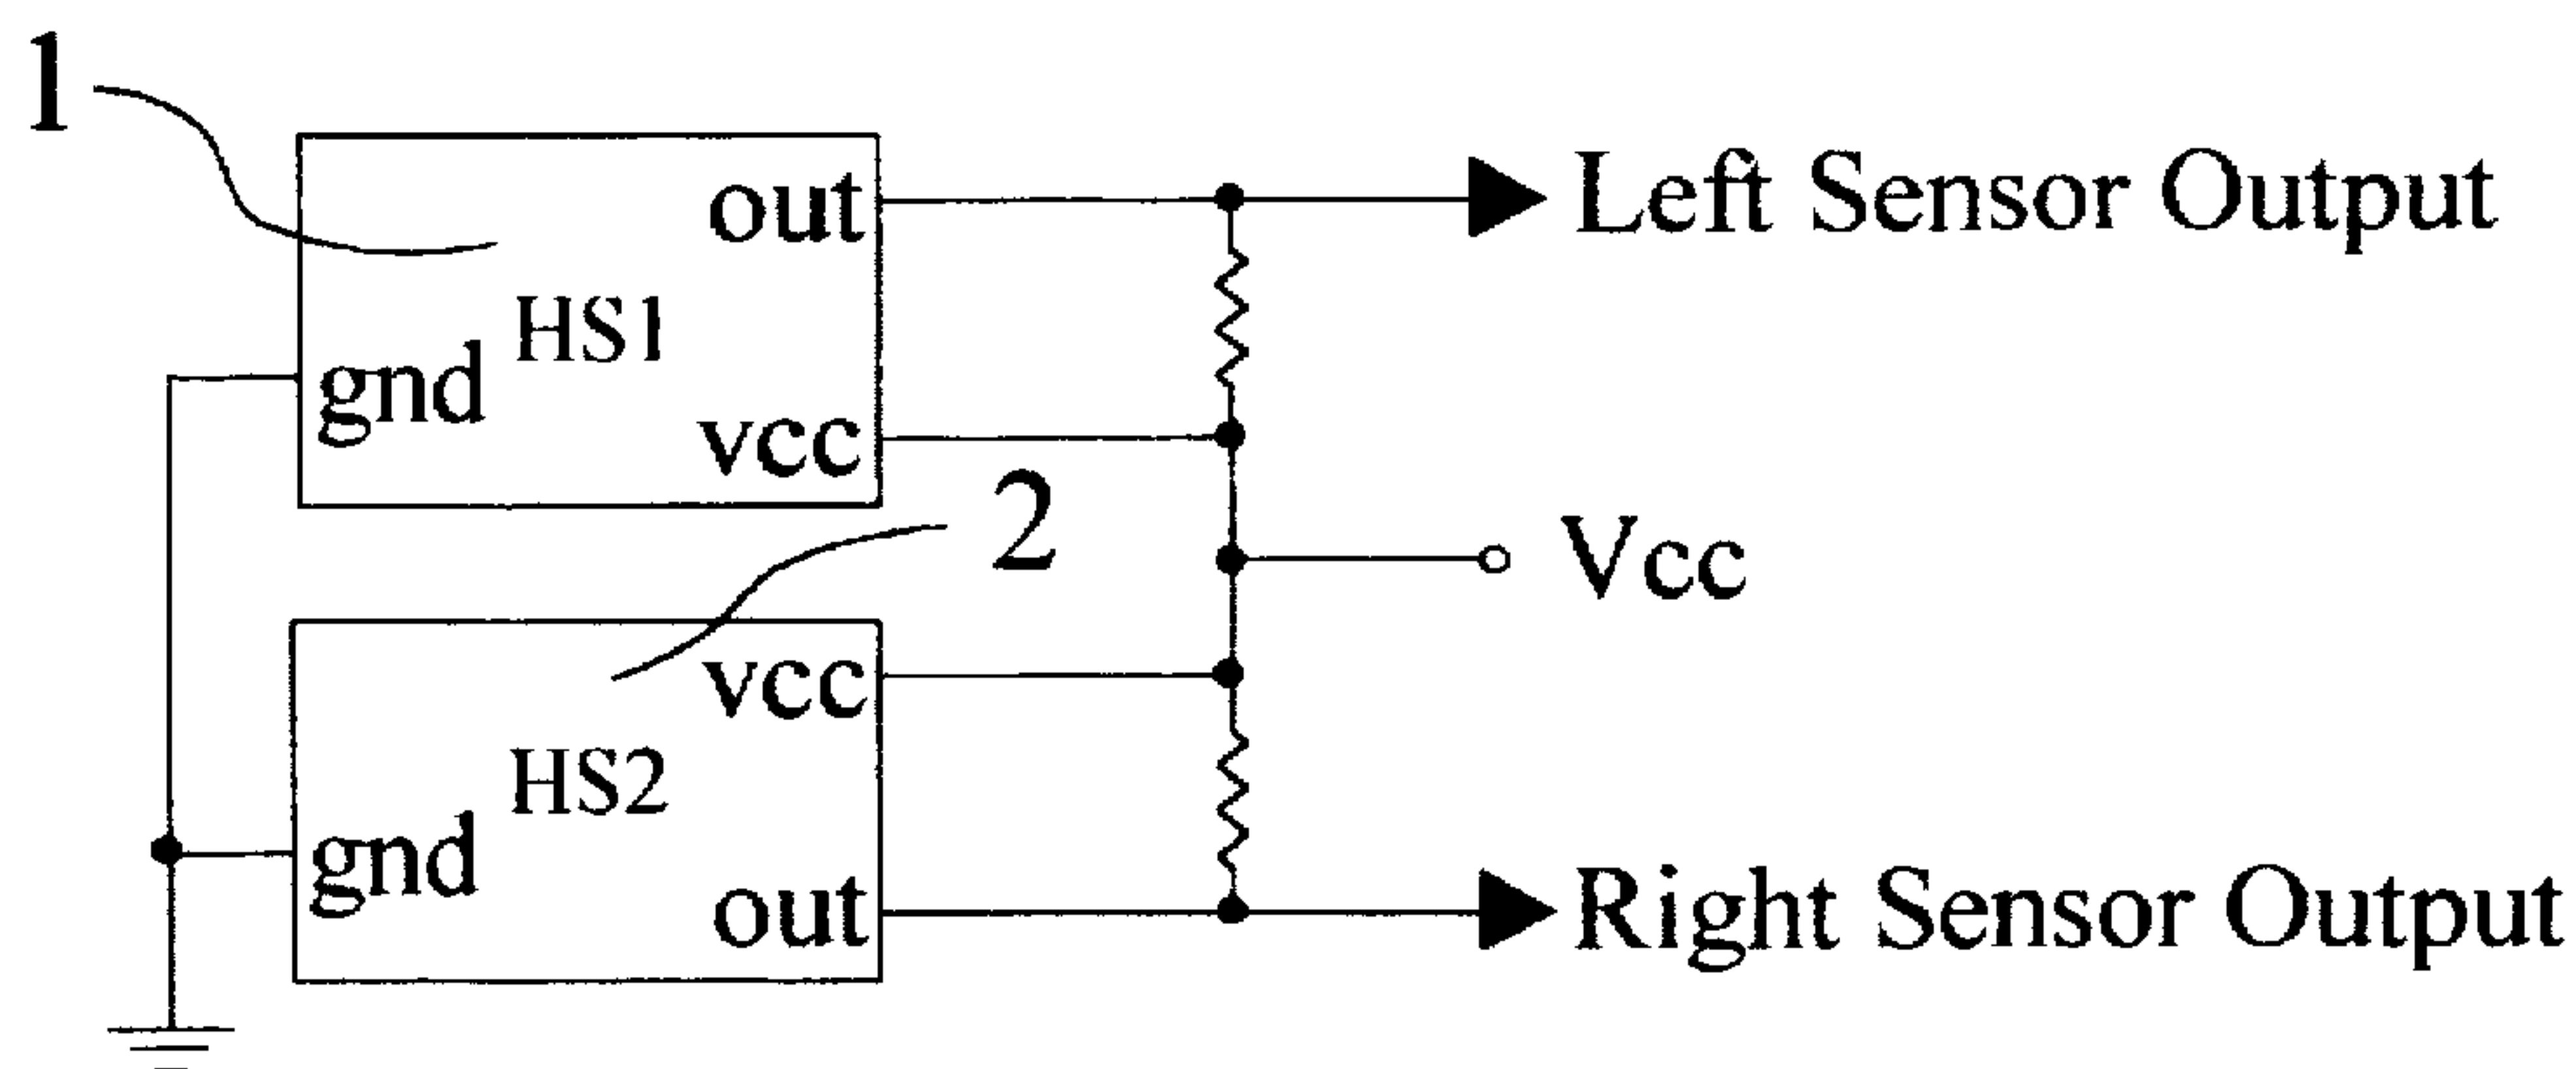 1
out
Left Sensor Output
HS1
gnd
vcc
2
Vcc
vcc
HS2
gnd
out
Right Sensor Output